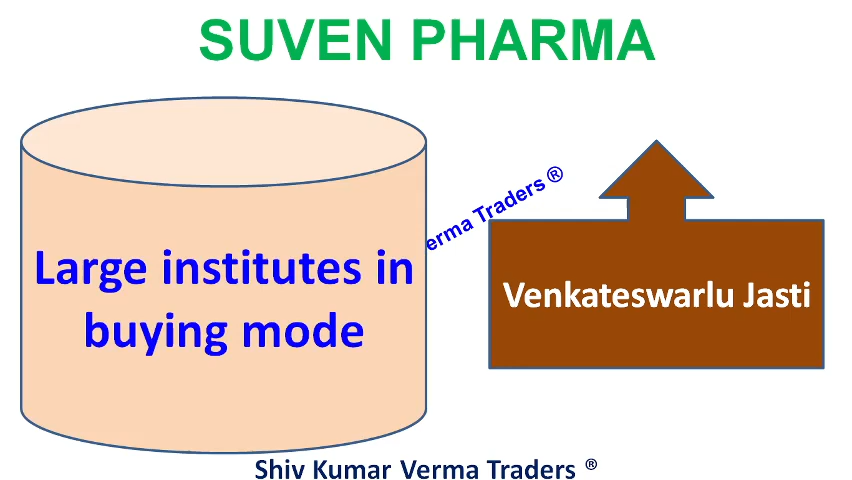 SUVEN PHARMA
Large institutes in
buying mode
erma Traders ®
Venkateswarlu Jasti
Shiv Kumar Verma Traders ®